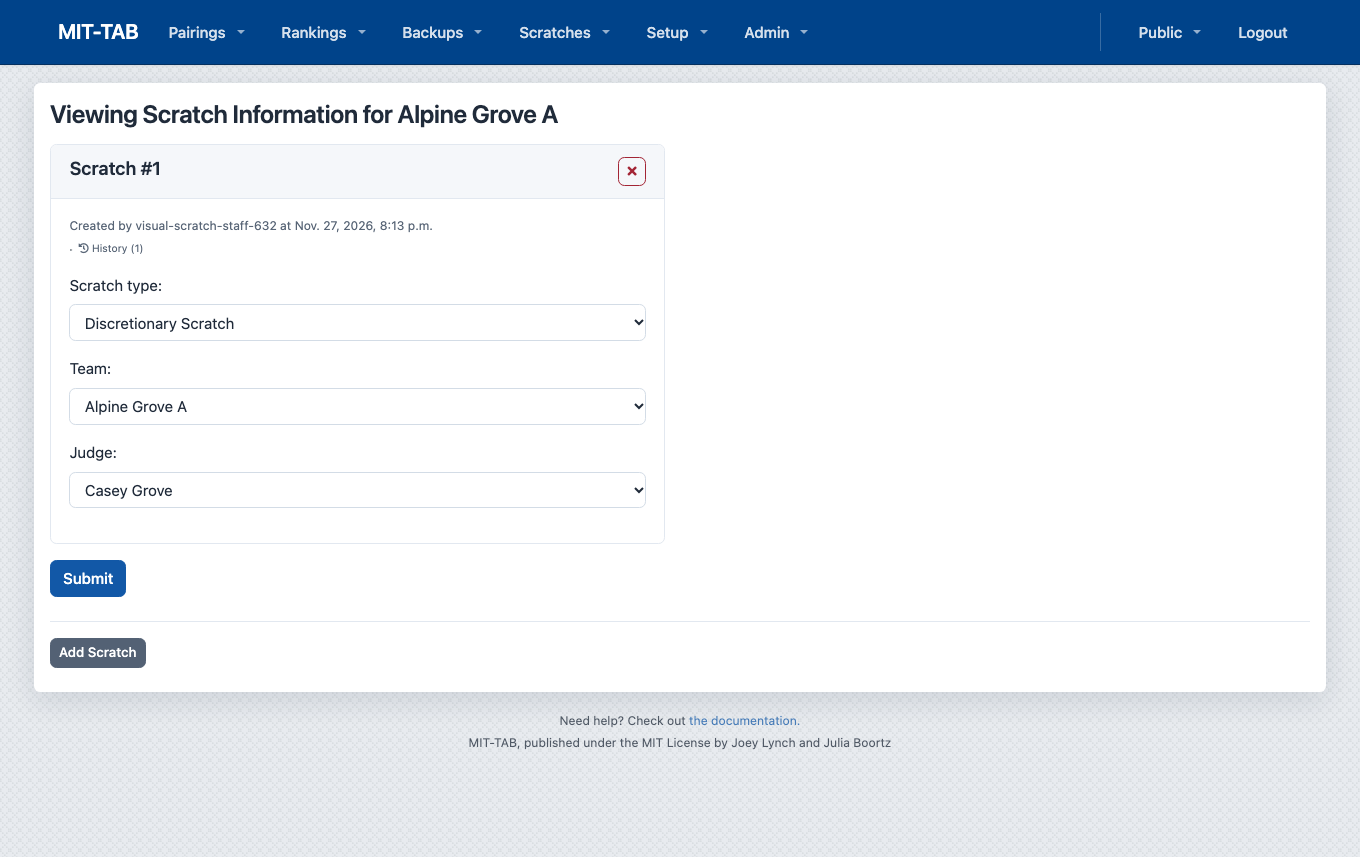 MIT-TAB Pairings Rankings Backups Scratches Setup Admin Public Logout
Viewing Scratch Information for Alpine Grove A
Scratch #1
Created by visual-scratch-staff-632 at Nov. 27, 2026, 8:13 p.m.
· History (1)
Scratch type:
Discretionary Scratch
Team:
Alpine Grove A
Judge:
Casey Grove
Submit
Add Scratch
Need help? Check out the documentation.
MIT-TAB, published under the MIT License by Joey Lynch and Julia Boortz